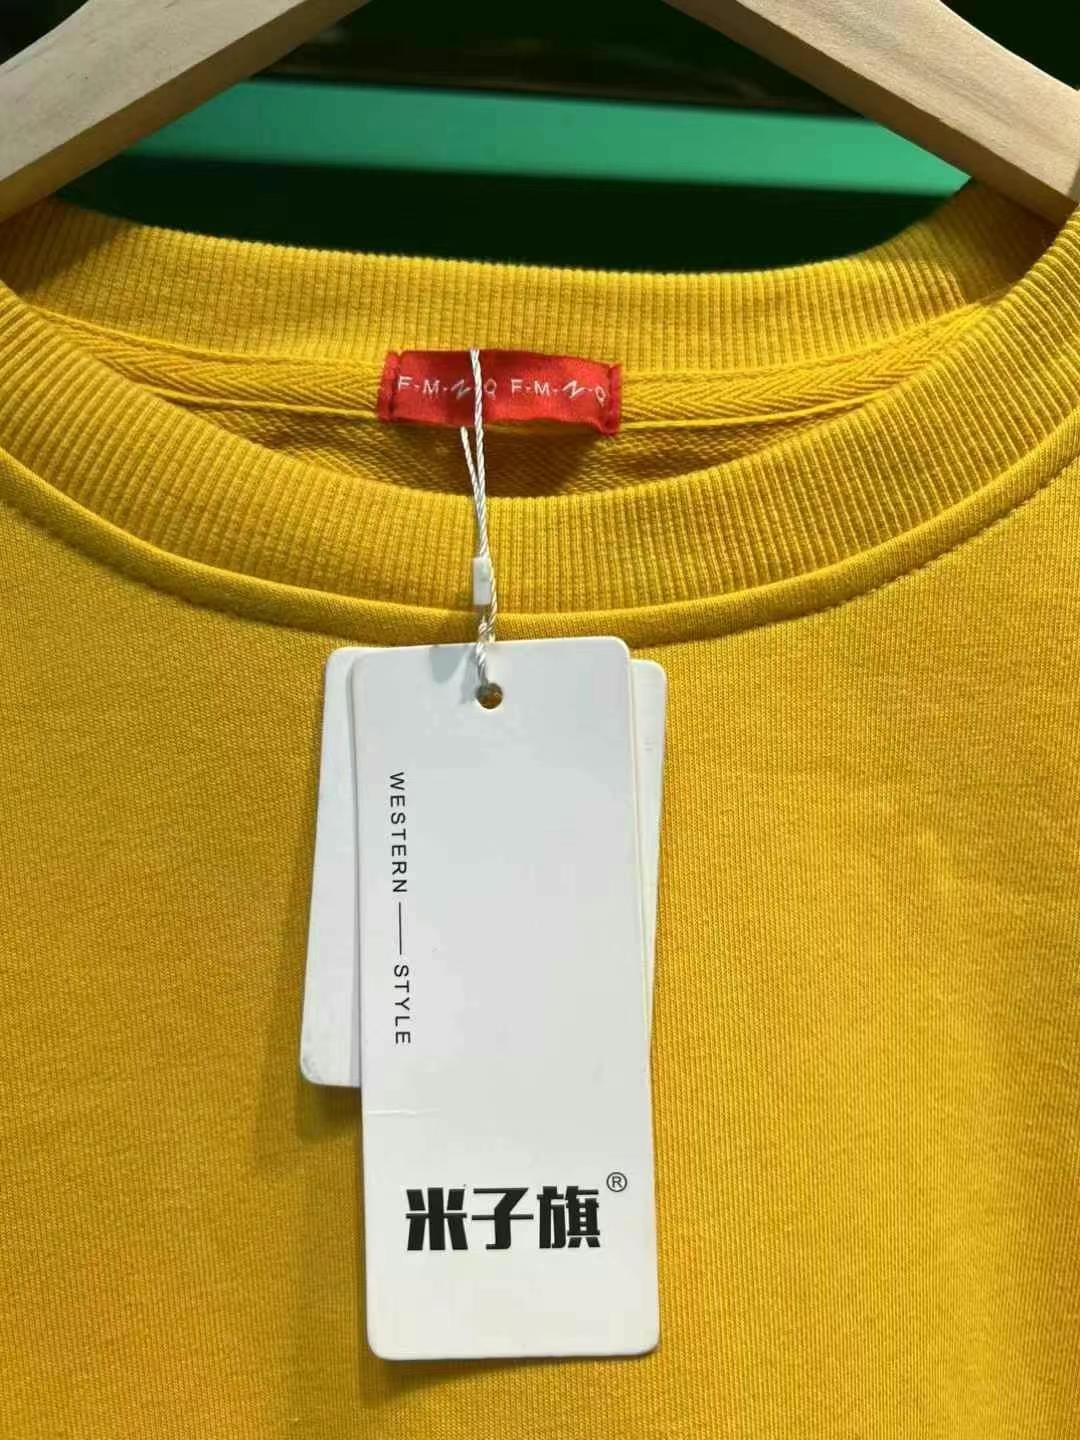 F-M-N-Q F-M-N-Q
WESTERN — STYLE
米子旗®